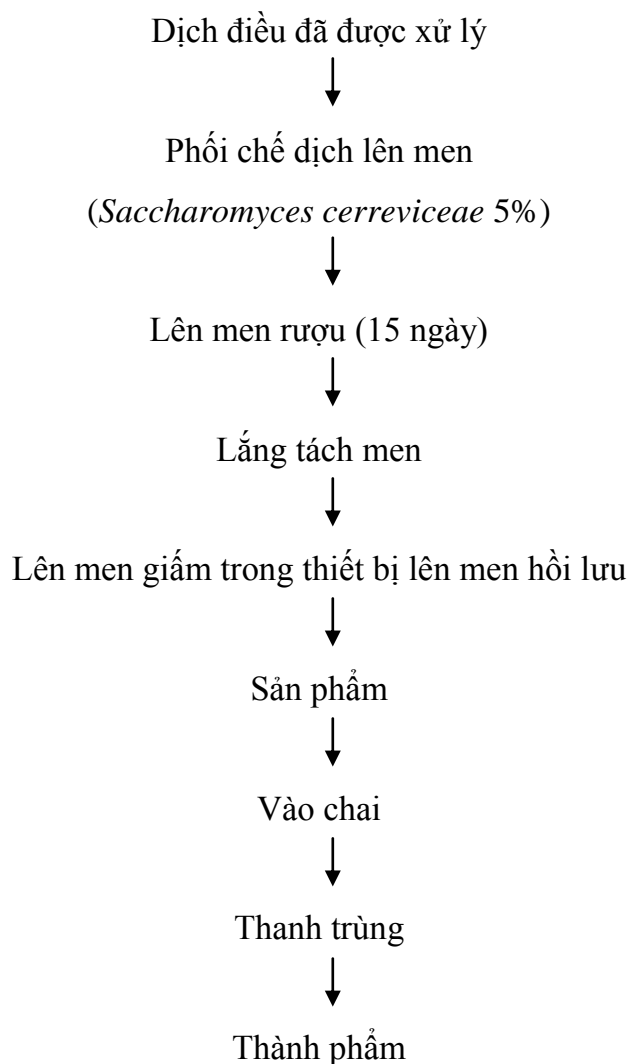 Dịch điều đã được xử lý
Phối chế dịch lên men
(Saccharomyces cerreviceae 5%)
Lên men rượu (15 ngày)
Lắng tách men
Lên men giấm trong thiết bị lên men hồi lưu
Sản phẩm
Vào chai
Thanh trùng
Thành phẩm